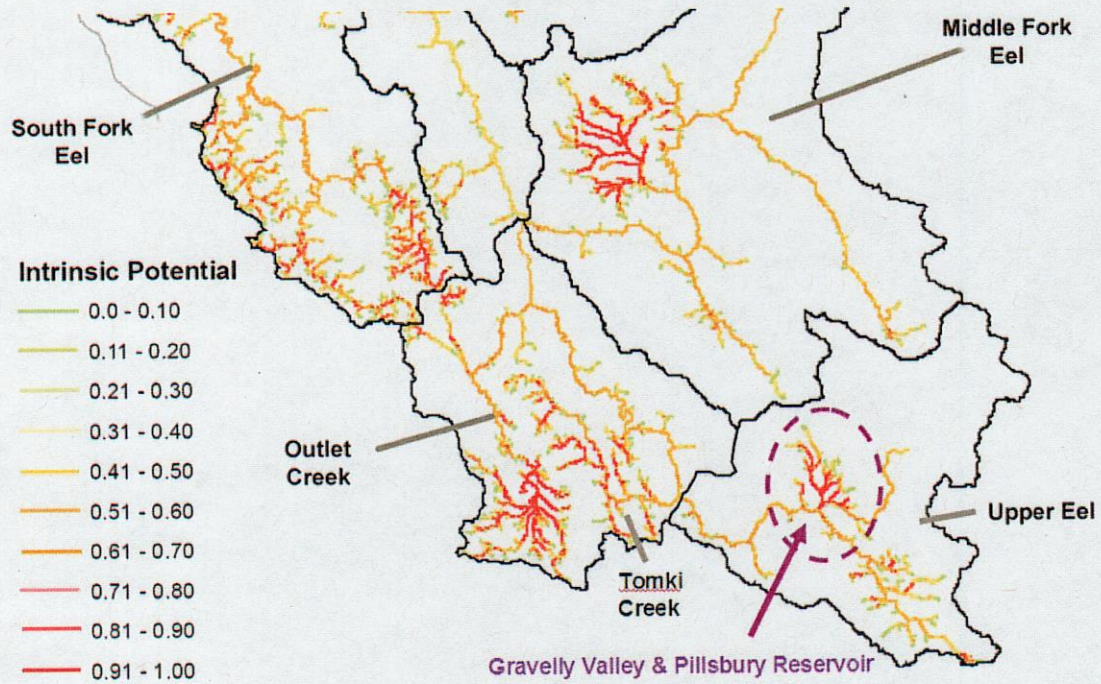 Middle Fork
Eel
South Fork
Eel
Intrinsic Potential
0.0 - 0.10
0.11 - 0.20
0.21 - 0.30
0.31 - 0.40
0.41 - 0.50
0.51 - 0.60
0.61 - 0.70
0.71 - 0.80
0.81 - 0.90
0.91 - 1.00
Outlet
Creek
Tomki
Creek
Upper Eel
Gravelly Valley & Pillsbury Reservoir